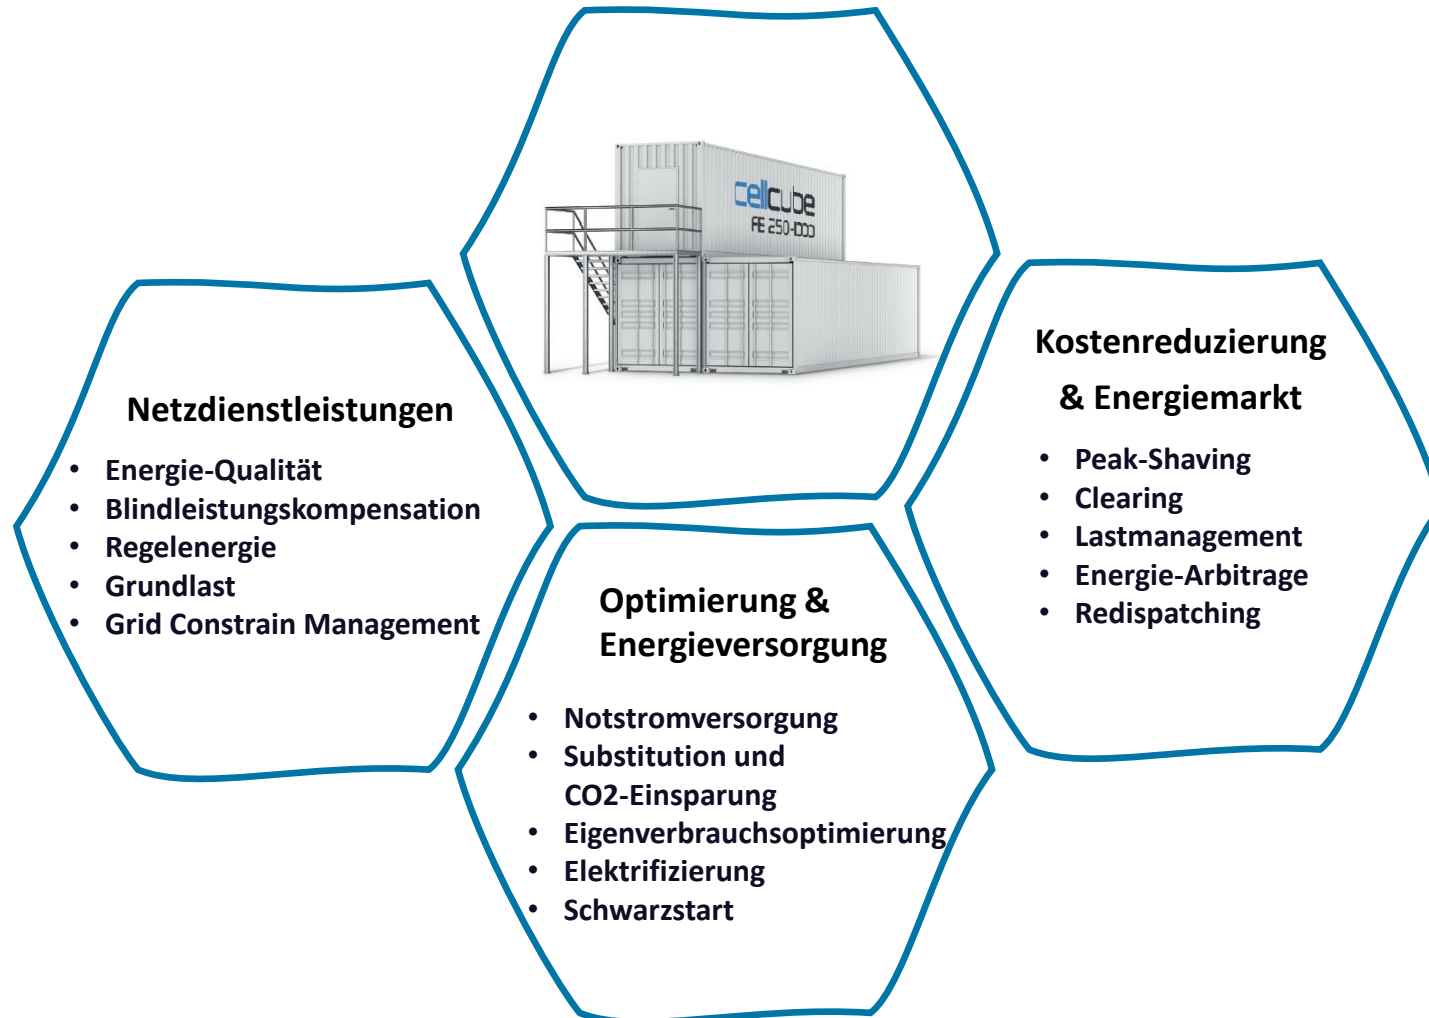 cellcube
FE 250-1000
Netzdienstleistungen
• Energie-Qualität
• Blindleistungskompensation
• Regelenergie
• Grundlast
• Grid Constrain Management
Optimierung &
Energieversorgung
• Notstromversorgung
• Substitution und
CO2-Einsparung
• Eigenverbrauchsoptimierung
• Elektrifizierung
• Schwarzstart
Kostenreduzierung
& Energiemarkt
• Peak-Shaving
• Clearing
• Lastmanagement
• Energie-Arbitrage
• Redispatching